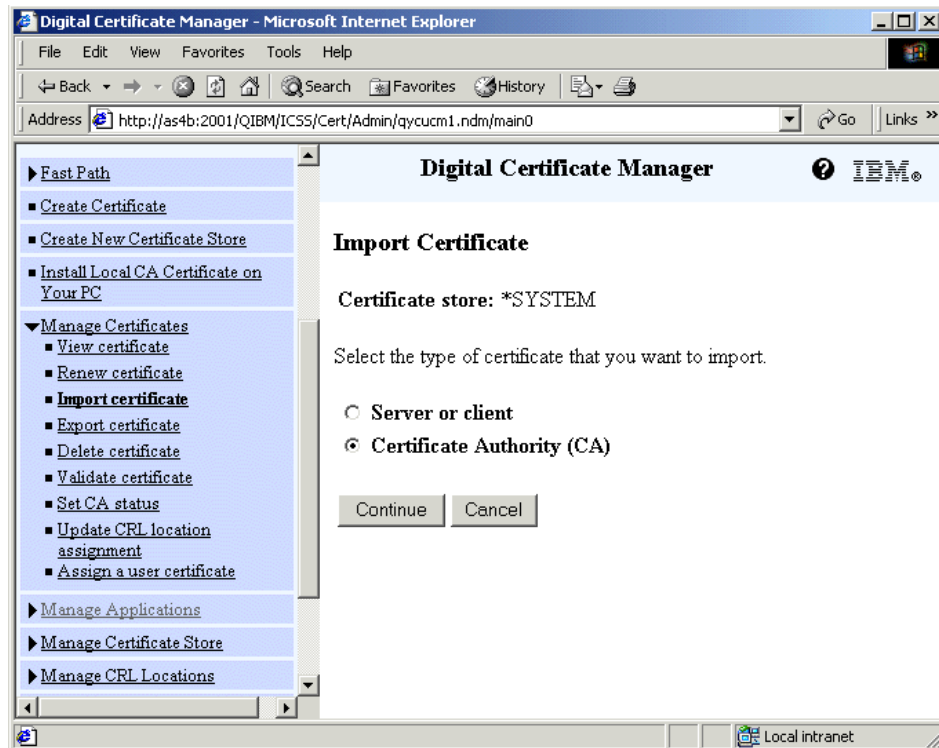 Digital Certificate Manager - Microsoft Internet Explorer
File Edit View Favorites Tools Help
Back Search Favorites History
Address http://as4b:2001/QIBM/ICSS/Cert/Admin/qycucm1.ndm/main0 Go Links »
Fast Path
Create Certificate
Create New Certificate Store
Install Local CA Certificate on
Your PC
Manage Certificates
View certificate
Renew certificate
Import certificate
Export certificate
Delete certificate
Validate certificate
Set CA status
Update CRL location
assignment
Assign a user certificate
Manage Applications
Manage Certificate Store
Manage CRL Locations
Digital Certificate Manager ? IBM®
Import Certificate
Certificate store: *SYSTEM
Select the type of certificate that you want to import.
Server or client
Certificate Authority (CA)
Continue Cancel
Local intranet